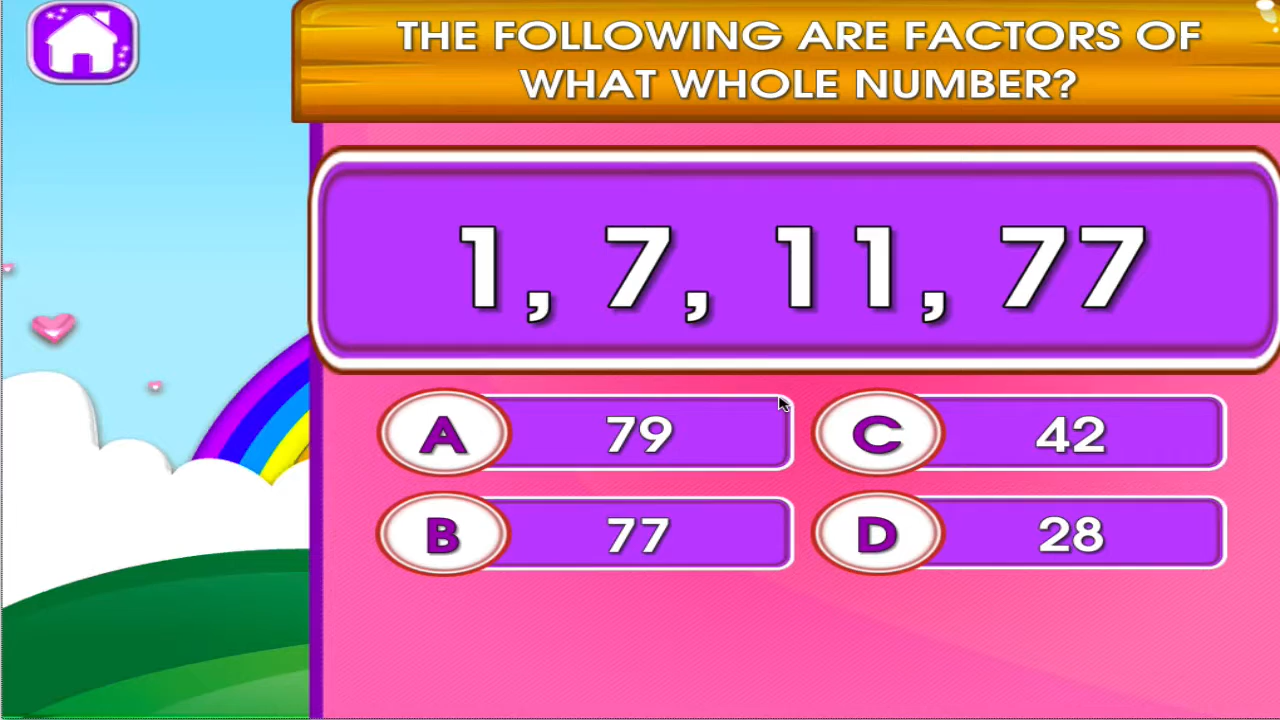 THE FOLLOWING ARE FACTORS OF
WHAT WHOLE NUMBER?
1, 7, 11, 77
A 79
B 77
C 42
D 28